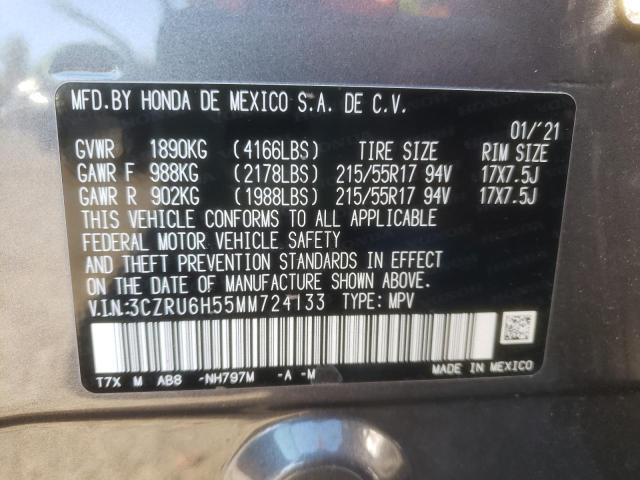 MFD.BY HONDA DE MEXICO S.A. DE C.V.
01/'21
GVWR 1890KG (4166LBS) TIRE SIZE RIM SIZE
GAWR F 988KG (2178LBS) 215/55R17 94V 17X7.5J
GAWR R 902KG (1988LBS) 215/55R17 94V 17X7.5J
THIS VEHICLE CONFORMS TO ALL APPLICABLE
FEDERAL MOTOR VEHICLE SAFETY
AND THEFT PREVENTION STANDARDS IN EFFECT
ON THE DATE OF MANUFACTURE SHOWN ABOVE.
V.I.N.:3CZRU6H55MM724133 TYPE: MPV
T7X M AB8 -NH797M -A -M
MADE IN MEXICO